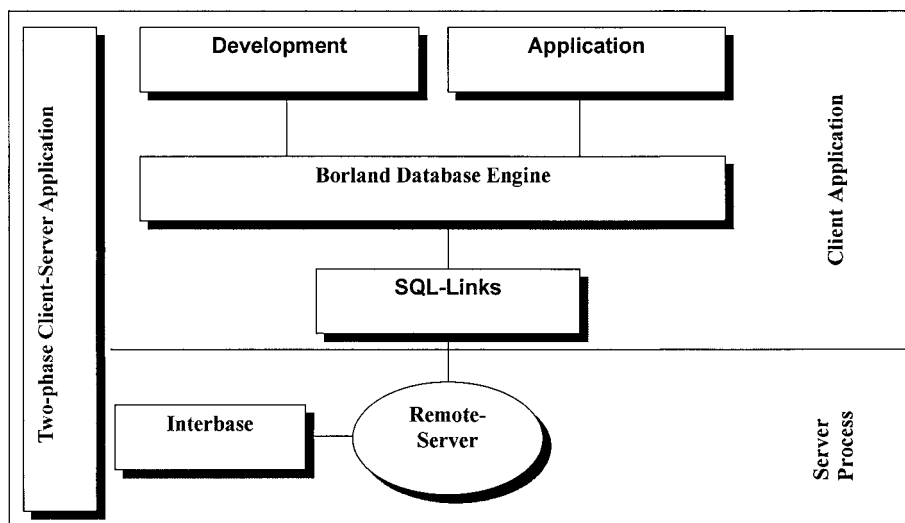 Two-phase Client-Server Application
Development
Application
Borland Database Engine
Client Application
SQL-Links
Interbase
Remote-
Server
Server
Process